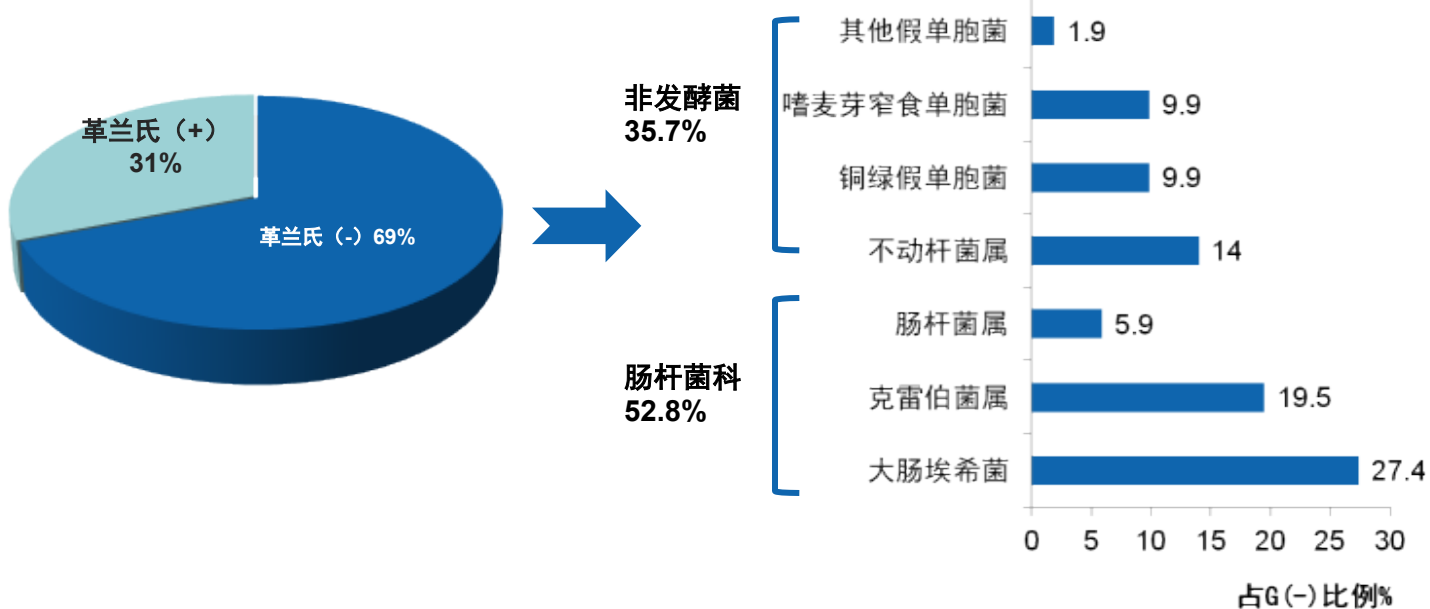 革兰氏（+）
31%
革兰氏（-）69%
非发酵菌
35.7%
肠杆菌科
52.8%
其他假单胞菌 1.9
嗜麦芽窄食单胞菌 9.9
铜绿假单胞菌 9.9
不动杆菌属 14
肠杆菌属 5.9
克雷伯菌属 19.5
大肠埃希菌 27.4
0 5 10 15 20 25 30
占G(-)比例%